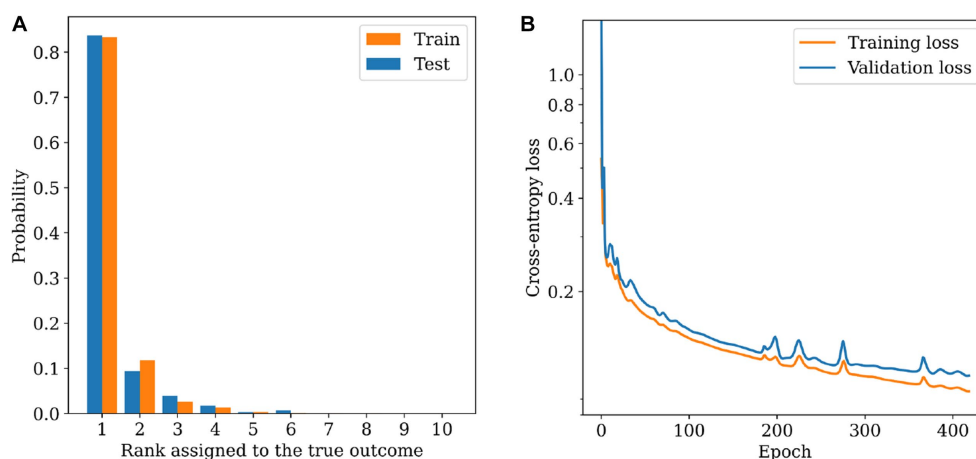 A
0.8
0.7
0.6
0.5
0.4
0.3
0.2
0.1
0.0
Probability
Train
Test
1 2 3 4 5 6 7 8 9 10
Rank assigned to the true outcome
B
1.0
0.8
0.6
0.4
0.2
Cross-entropy loss
Training loss
Validation loss
0 100 200 300 400
Epoch